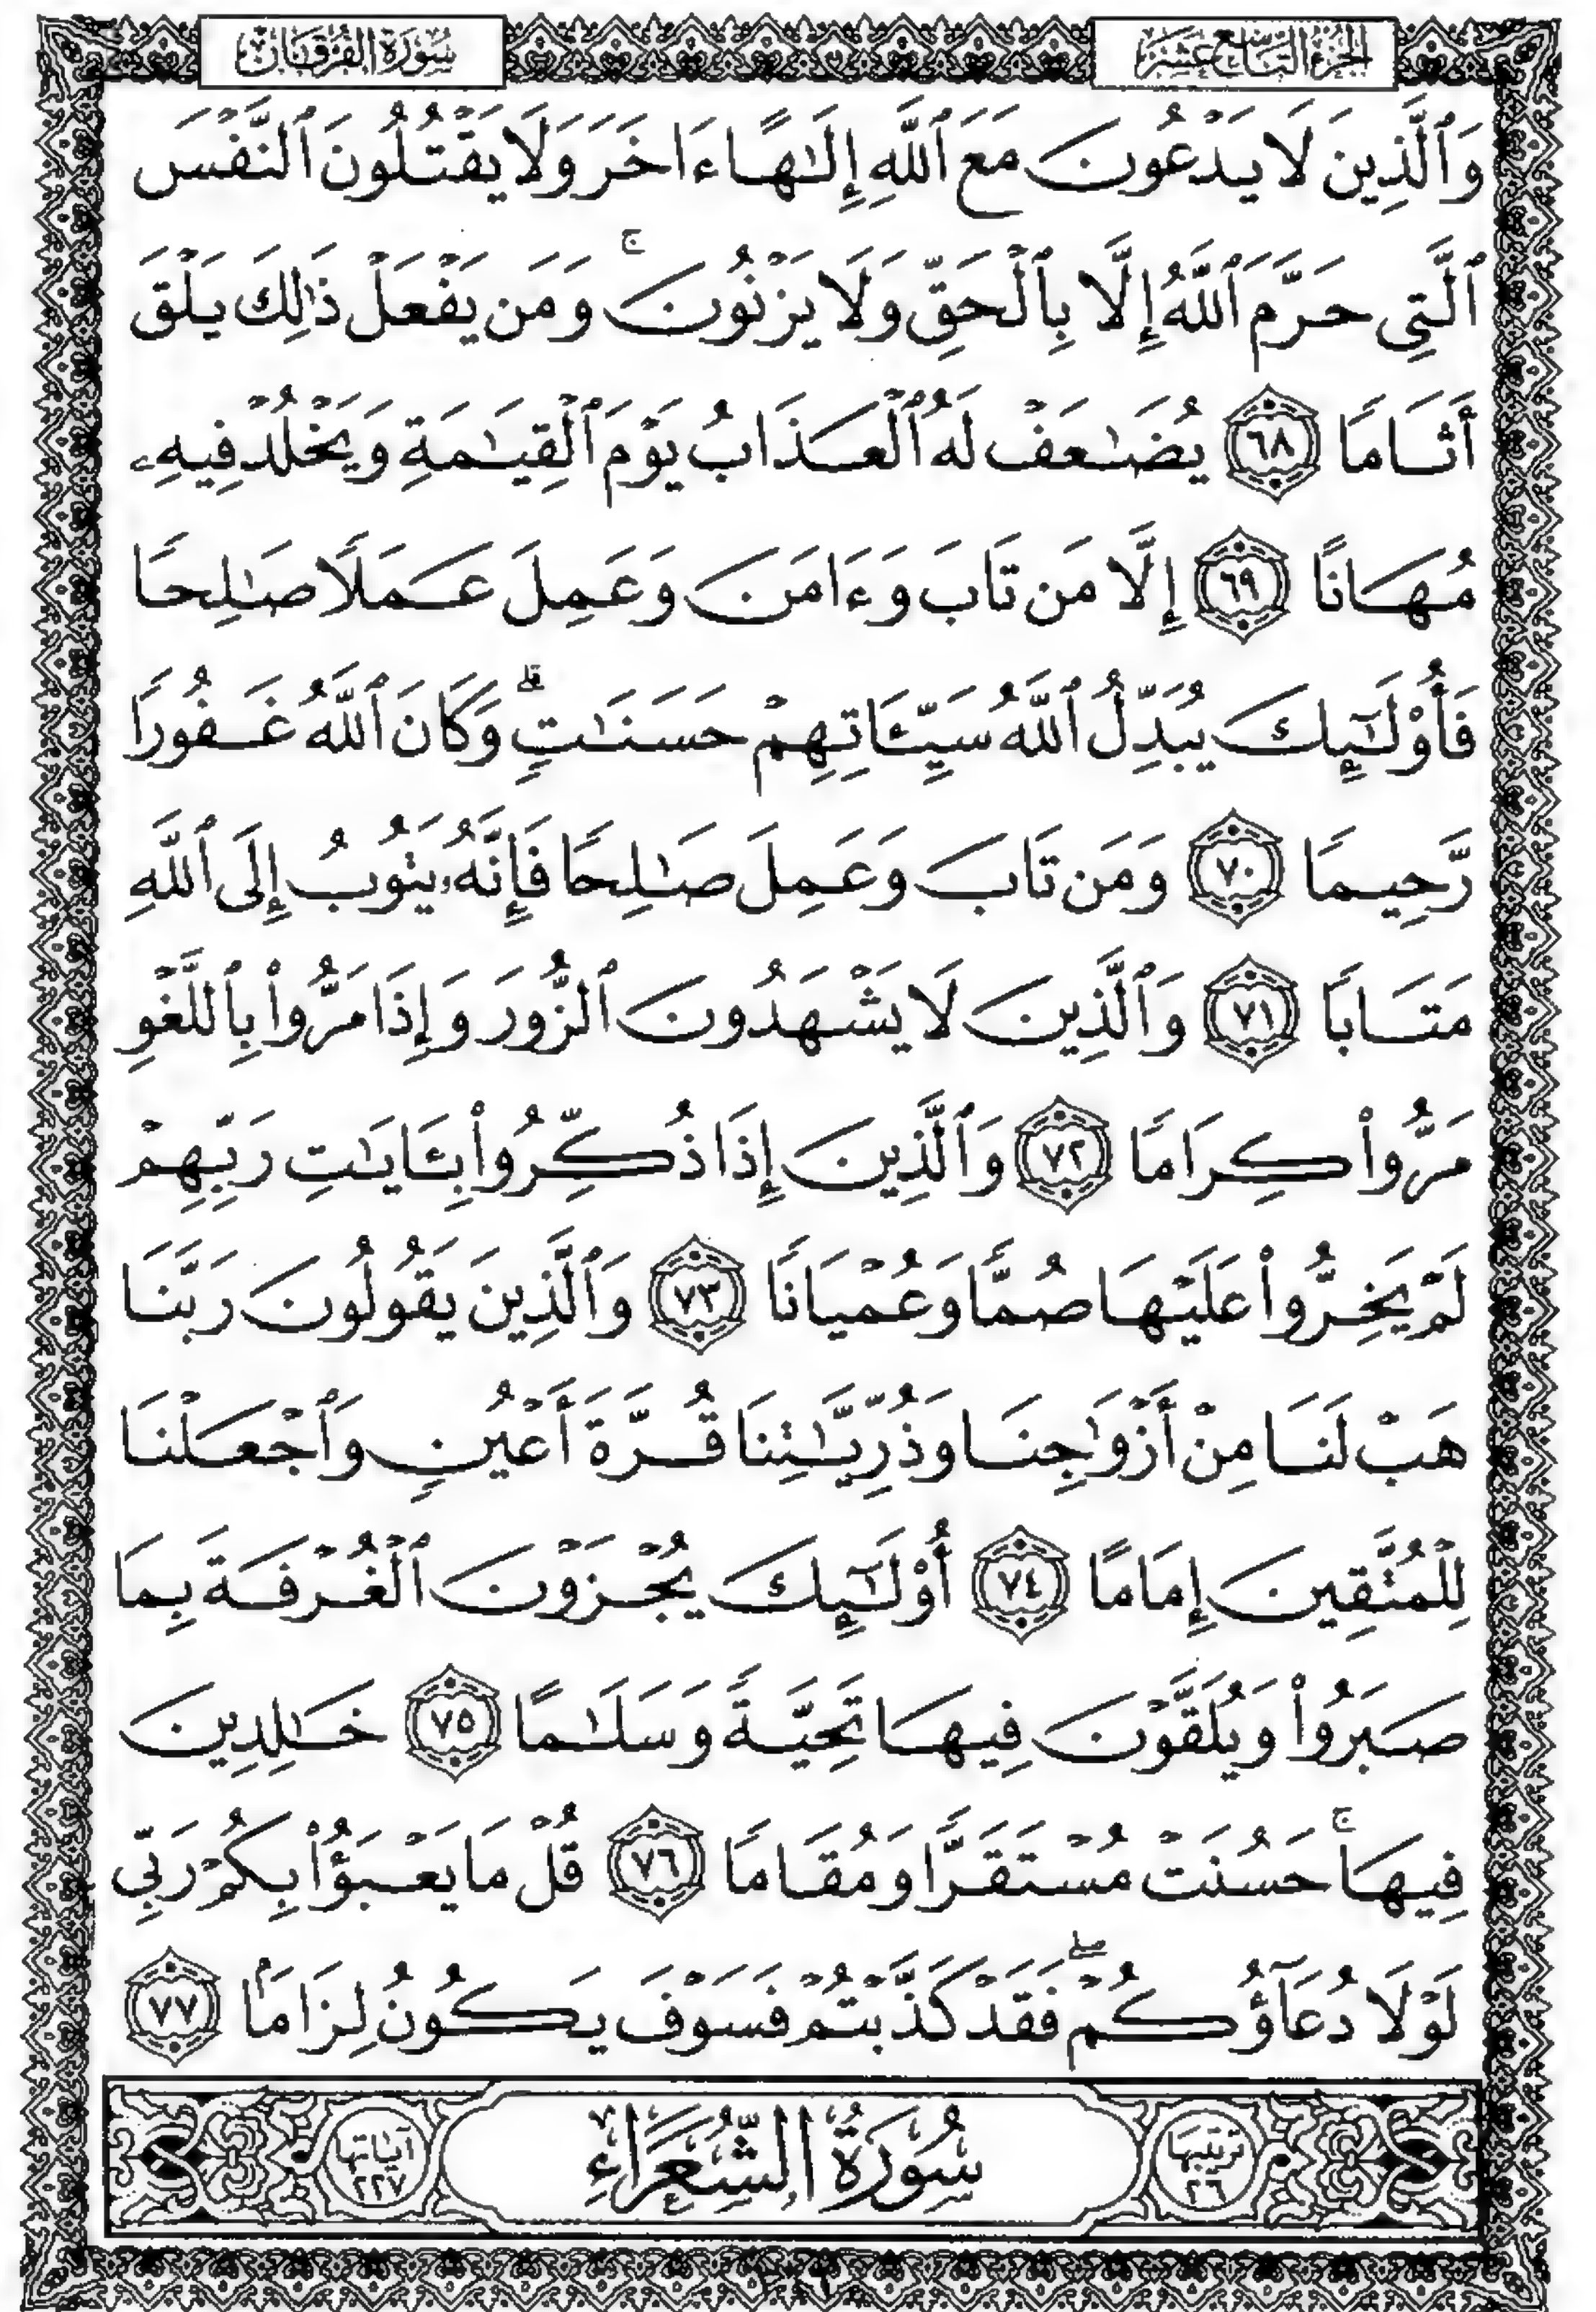 الجزء التاسع عشر
سورة الفرقان
وَٱلَّذِينَ لَا يَدْعُونَ مَعَ ٱللَّهِ إِلَـٰهًا ءَاخَرَ وَلَا يَقْتُلُونَ ٱلنَّفْسَ
ٱلَّتِى حَرَّمَ ٱللَّهُ إِلَّا بِٱلْحَقِّ وَلَا يَزْنُونَ ۚ وَمَن يَفْعَلْ ذَٰلِكَ يَلْقَ
أَثَامًا ٦٨ يُضَـٰعَفْ لَهُ ٱلْعَذَابُ يَوْمَ ٱلْقِيَـٰمَةِ وَيَخْلُدْ فِيهِۦ
مُهَانًا ٦٩ إِلَّا مَن تَابَ وَءَامَنَ وَعَمِلَ عَمَلًا صَـٰلِحًا
فَأُو۟لَـٰٓئِكَ يُبَدِّلُ ٱللَّهُ سَيِّـَٔاتِهِمْ حَسَنَـٰتٍ ۗ وَكَانَ ٱللَّهُ غَفُورًا
رَّحِيمًا ٧٠ وَمَن تَابَ وَعَمِلَ صَـٰلِحًا فَإِنَّهُۥ يَتُوبُ إِلَى ٱللَّهِ
مَتَابًا ٧١ وَٱلَّذِينَ لَا يَشْهَدُونَ ٱلزُّورَ وَإِذَا مَرُّوا۟ بِٱللَّغْوِ
مَرُّوا۟ كِرَامًا ٧٢ وَٱلَّذِينَ إِذَا ذُكِّرُوا۟ بِـَٔايَـٰتِ رَبِّهِمْ
لَمْ يَخِرُّوا۟ عَلَيْهَا صُمًّا وَعُمْيَانًا ٧٣ وَٱلَّذِينَ يَقُولُونَ رَبَّنَا
هَبْ لَنَا مِنْ أَزْوَٰجِنَا وَذُرِّيَّـٰتِنَا قُرَّةَ أَعْيُنٍ وَٱجْعَلْنَا
لِلْمُتَّقِينَ إِمَامًا ٧٤ أُو۟لَـٰٓئِكَ يُجْزَوْنَ ٱلْغُرْفَةَ بِمَا
صَبَرُوا۟ وَيُلَقَّوْنَ فِيهَا تَحِيَّةً وَسَلَـٰمًا ٧٥ خَـٰلِدِينَ
فِيهَا ۚ حَسُنَتْ مُسْتَقَرًّا وَمُقَامًا ٧٦ قُلْ مَا يَعْبَؤُا۟ بِكُمْ رَبِّى
لَوْلَا دُعَآؤُكُمْ ۖ فَقَدْ كَذَّبْتُمْ فَسَوْفَ يَكُونُ لِزَامًۢا ٧٧
ترتيبها ٢٦
سُورَةُ الشُّعَرَاءِ
آياتها ٢٢٧